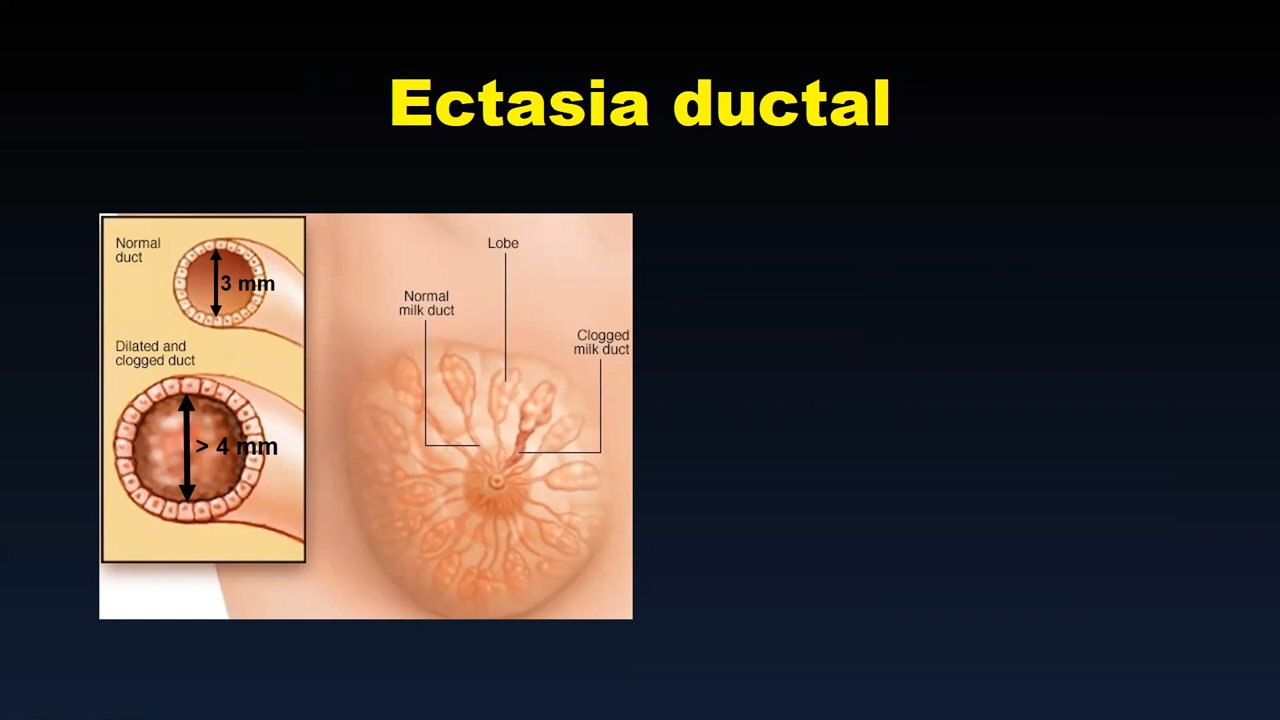 Ectasia ductal
Normal
duct
3 mm
Dilated and
clogged duct
> 4 mm
Lobe
Normal
milk duct
Clogged
milk duct